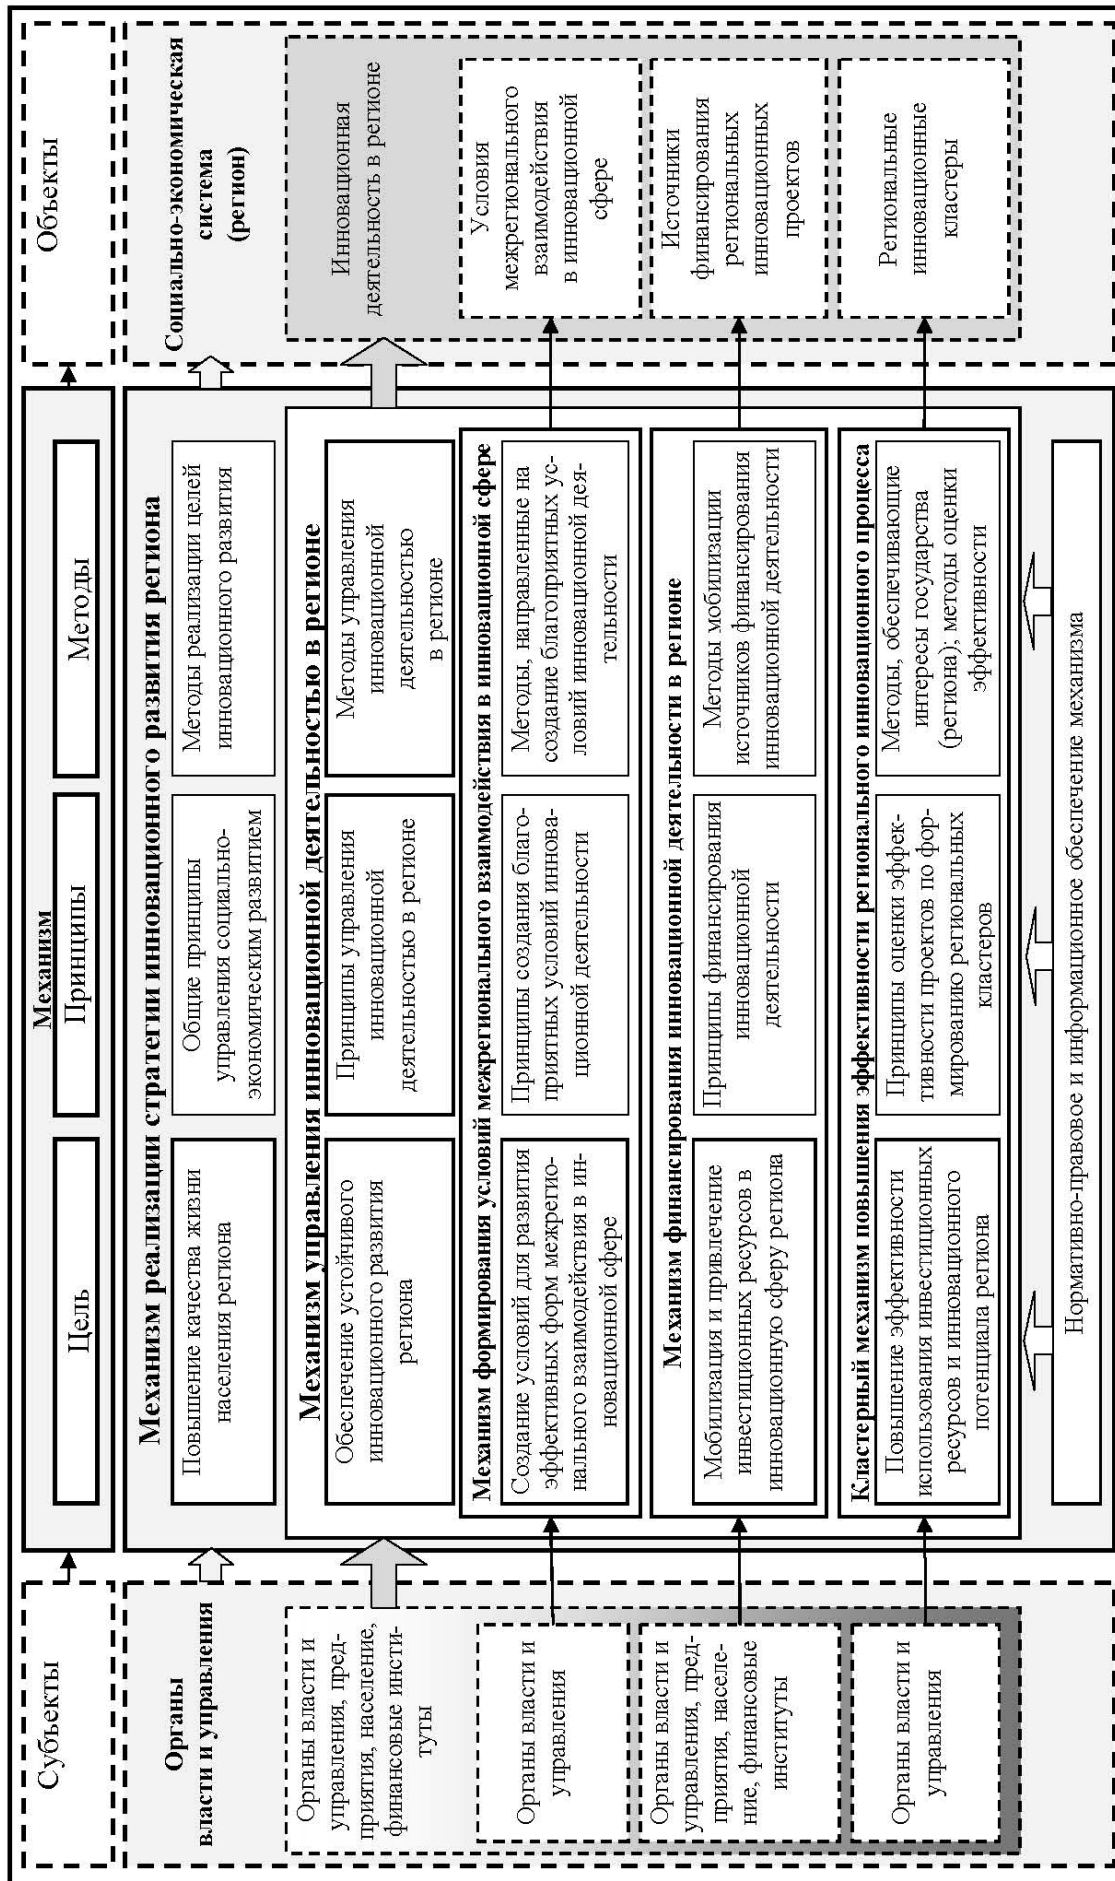 Субъекты
Механизм
Цель
Принципы
Методы
Объекты
Органы
власти и управления
Механизм реализации стратегии инновационного развития региона
Повышение качества жизни
населения региона
Общие принципы
управления социально-
экономическим развитием
Методы реализации целей
инновационного развития
Социально-экономическая
система
(регион)
Органы власти и
управления, пред-
приятия, население,
финансовые инсти-
туты
Механизм управления инновационной деятельностью в регионе
Обеспечение устойчивого
инновационного развития
региона
Принципы управления
инновационной
деятельностью в регионе
Методы управления
инновационной
деятельностью
в регионе
Инновационная
деятельность в регионе
Органы власти и
управления
Механизм формирования условий межрегионального взаимодействия в инновационной сфере
Создание условий для развития
эффективных форм межрегио-
нального взаимодействия в ин-
новационной сфере
Принципы создания благо-
приятных условий иннова-
ционной деятельности
Методы, направленные на
создание благоприятных ус-
ловий инновационной дея-
тельности
Условия
межрегионального
взаимодействия
в инновационной
сфере
Органы власти и
управления, пред-
приятия, населе-
ние, финансовые
институты
Механизм финансирования инновационной деятельности в регионе
Мобилизация и привлечение
инвестиционных ресурсов в
инновационную сферу региона
Принципы финансирования
инновационной
деятельности
Методы мобилизации
источников финансирования
инновационной деятельности
Источники
финансирования
региональных
инновационных
проектов
Органы власти и
управления
Кластерный механизм повышения эффективности регионального инновационного процесса
Повышение эффективности
использования инвестиционных
ресурсов и инновационного
потенциала региона
Принципы оценки эффек-
тивности проектов по фор-
мированию региональных
кластеров
Методы, обеспечивающие
интересы государства
(региона); методы оценки
эффективности
Региональные
инновационные
кластеры
Нормативно-правовое и информационное обеспечение механизма